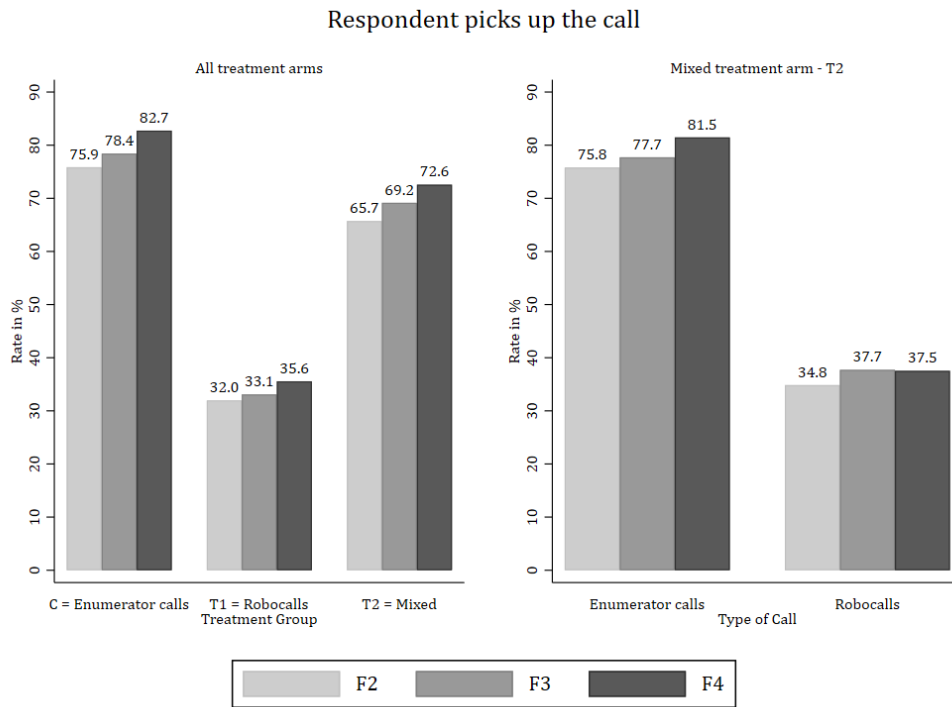 Respondent picks up the call
All treatment arms
Rate in %
90
80
70
60
50
40
30
20
10
0
75.9
78.4
82.7
32.0
33.1
35.6
65.7
69.2
72.6
C = Enumerator calls
T1 = Robocalls
T2 = Mixed
Treatment Group
Mixed treatment arm - T2
Rate in %
90
80
70
60
50
40
30
20
10
0
75.8
77.7
81.5
34.8
37.7
37.5
Enumerator calls
Robocalls
Type of Call
F2
F3
F4